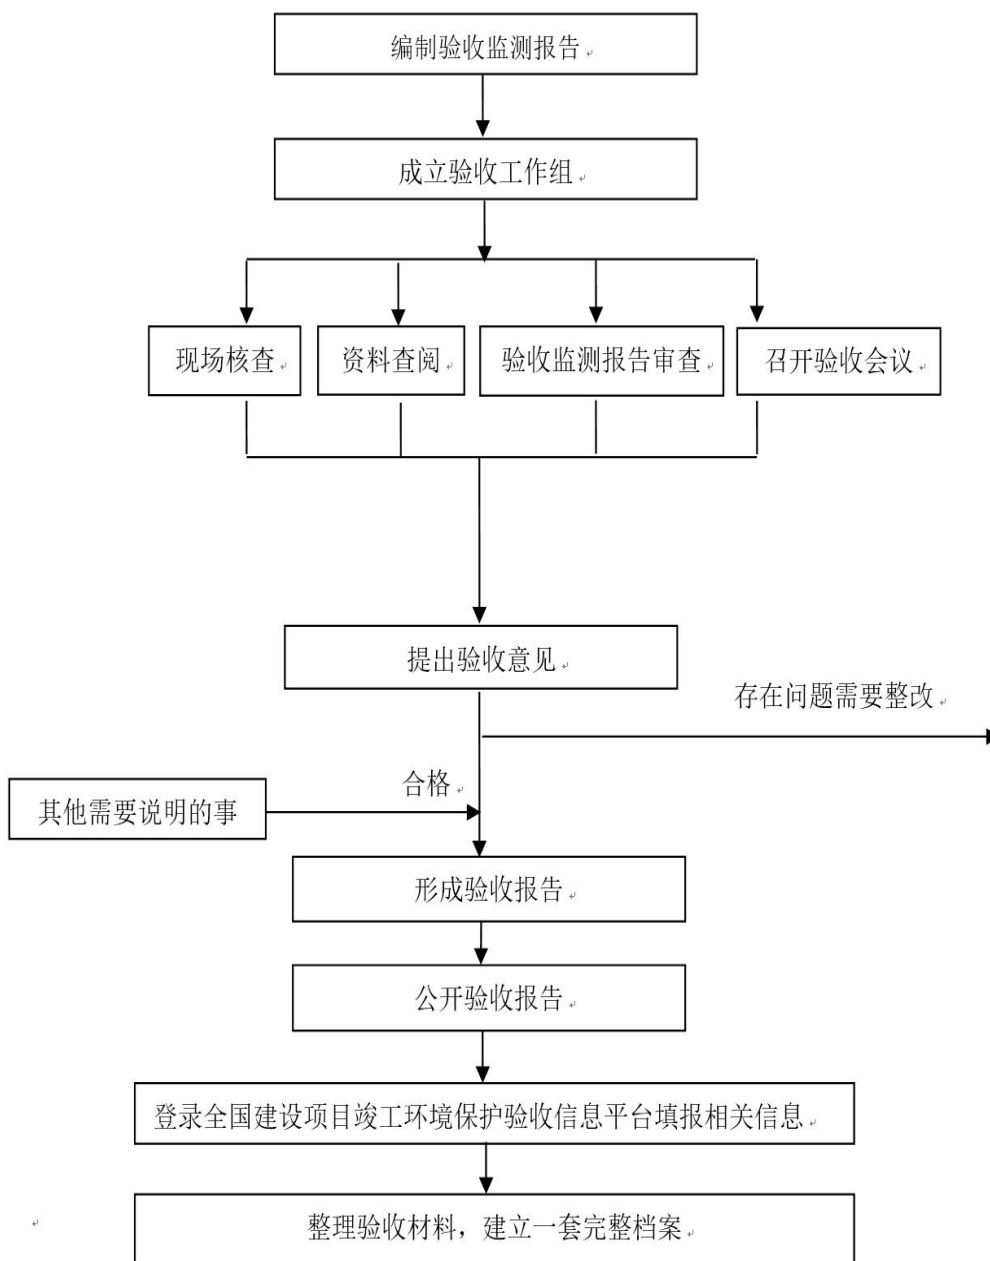 编制验收监测报告
成立验收工作组
现场核查
资料查阅
验收监测报告审查
召开验收会议
提出验收意见
存在问题需要整改
合格
其他需要说明的事
形成验收报告
公开验收报告
登录全国建设项目竣工环境保护验收信息平台填报相关信息
整理验收材料，建立一套完整档案